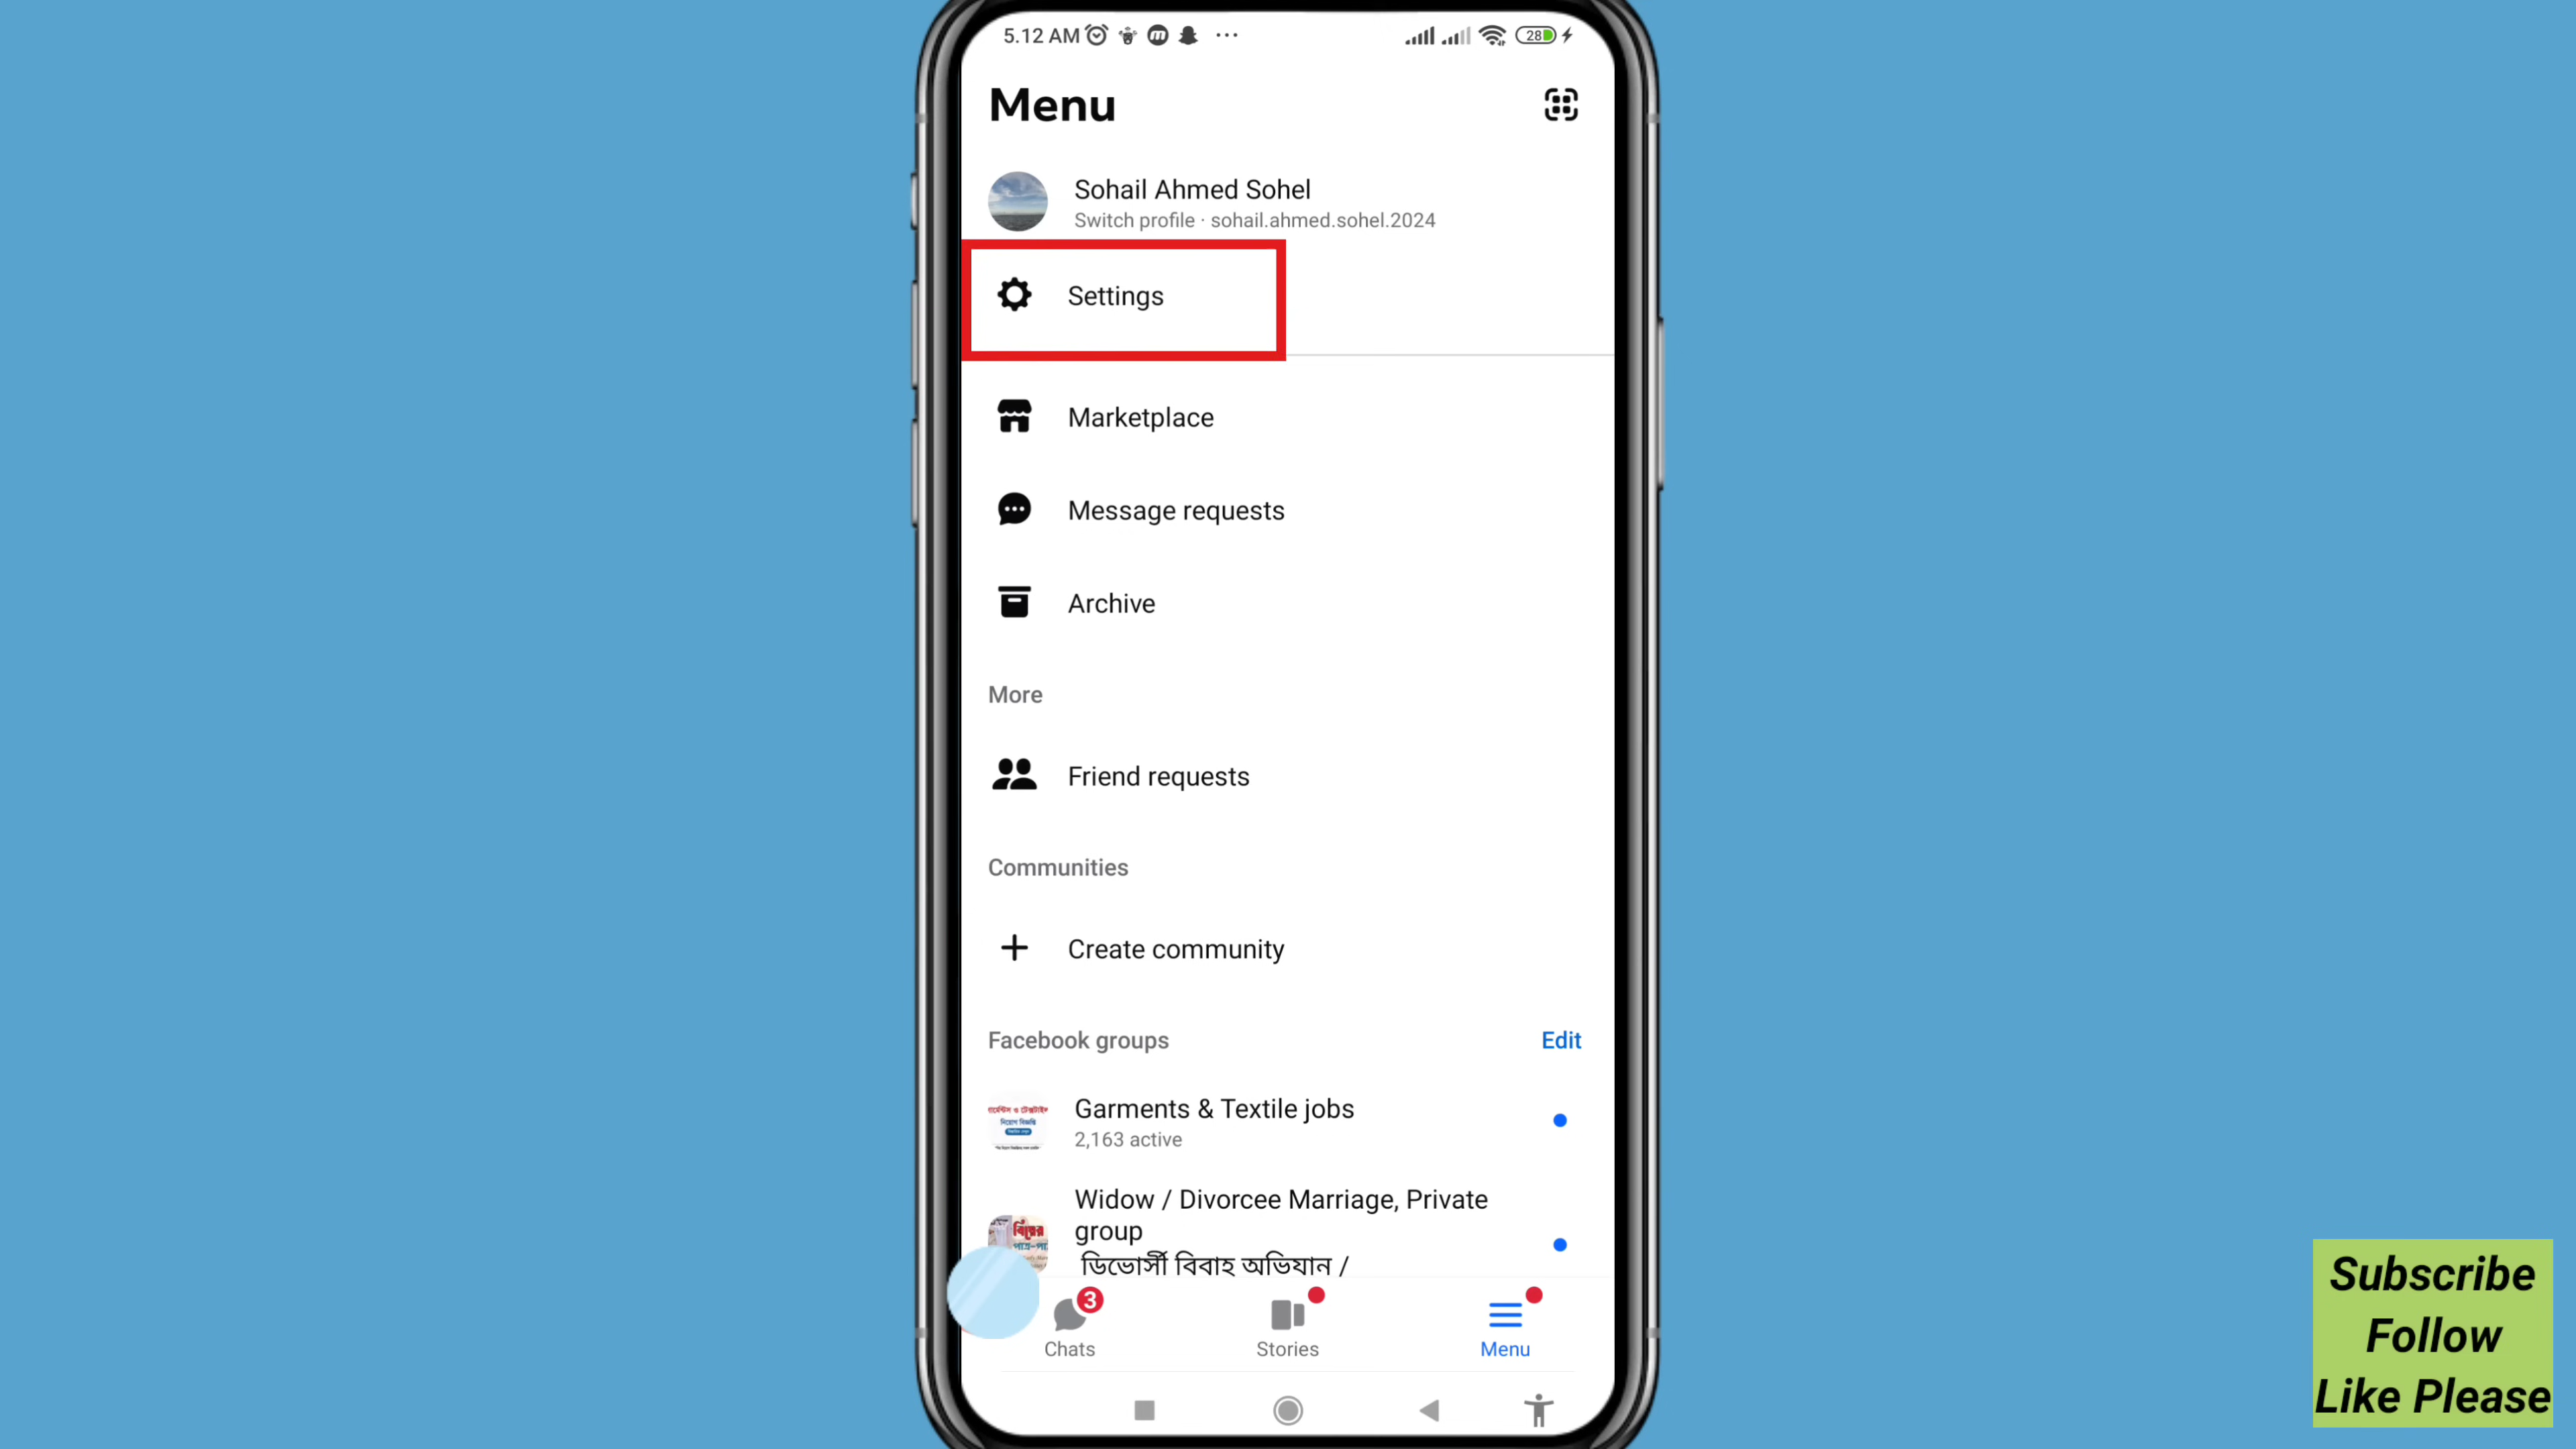 5.12 AM
28
Menu
Sohail Ahmed Sohel
Switch profile · sohail.ahmed.sohel.2024
Settings
Marketplace
Message requests
Archive
More
Friend requests
Communities
Create community
Facebook groups
Edit
Garments & Textile jobs
2,163 active
Widow / Divorcee Marriage, Private
group
ডিভোর্সী বিবাহ অভিযান /
3
Chats
Stories
Menu
Subscribe
Follow
Like Please